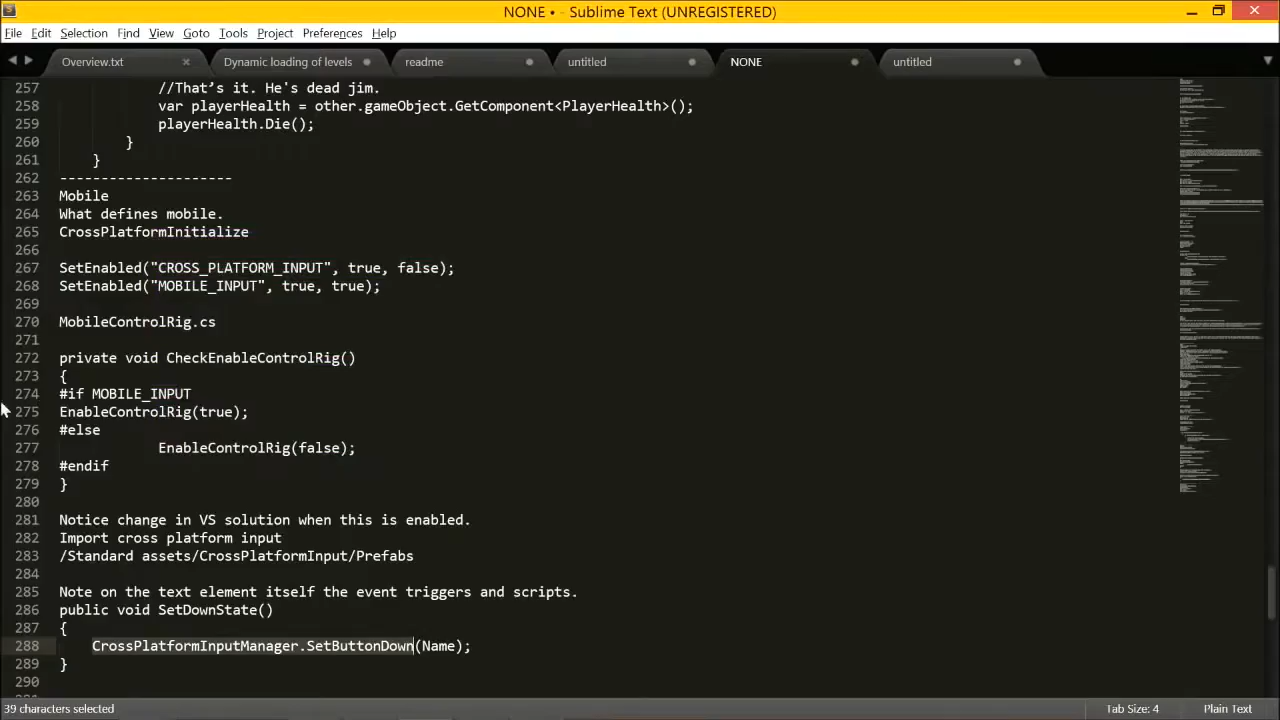 NONE • - Sublime Text (UNREGISTERED)
File Edit Selection Find View Goto Tools Project Preferences Help
Overview.txt Dynamic loading of levels readme untitled NONE untitled
257 //That’s it. He's dead jim.
258 var playerHealth = other.gameObject.GetComponent<PlayerHealth>();
259 playerHealth.Die();
260 }
261 }
262 ---------------------
263 Mobile
264 What defines mobile.
265 CrossPlatformInitialize
266
267 SetEnabled("CROSS_PLATFORM_INPUT", true, false);
268 SetEnabled("MOBILE_INPUT", true, true);
269
270 MobileControlRig.cs
271
272 private void CheckEnableControlRig()
273 {
274 #if MOBILE_INPUT
275 EnableControlRig(true);
276 #else
277 EnableControlRig(false);
278 #endif
279 }
280
281 Notice change in VS solution when this is enabled.
282 Import cross platform input
283 /Standard assets/CrossPlatformInput/Prefabs
284
285 Note on the text element itself the event triggers and scripts.
286 public void SetDownState()
287 {
288 CrossPlatformInputManager.SetButtonDown(Name);
289 }
290
39 characters selected Tab Size: 4 Plain Text